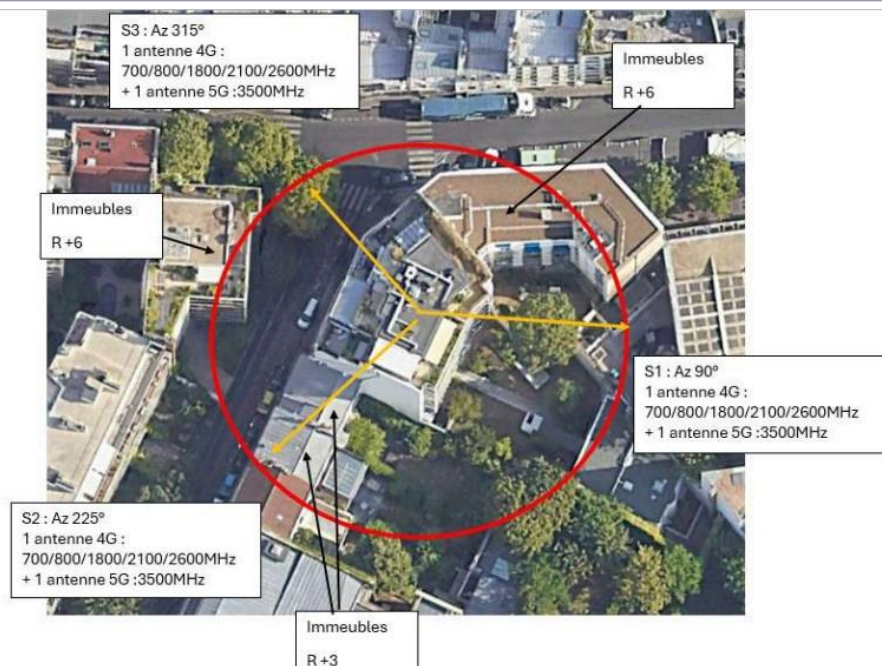 S3 : Az 315°
1 antenne 4G :
700/800/1800/2100/2600MHz
+ 1 antenne 5G :3500MHz
Immeubles
R +6
Immeubles
R +6
S1 : Az 90°
1 antenne 4G :
700/800/1800/2100/2600MHz
+ 1 antenne 5G :3500MHz
S2 : Az 225°
1 antenne 4G :
700/800/1800/2100/2600MHz
+ 1 antenne 5G :3500MHz
Immeubles
R +3